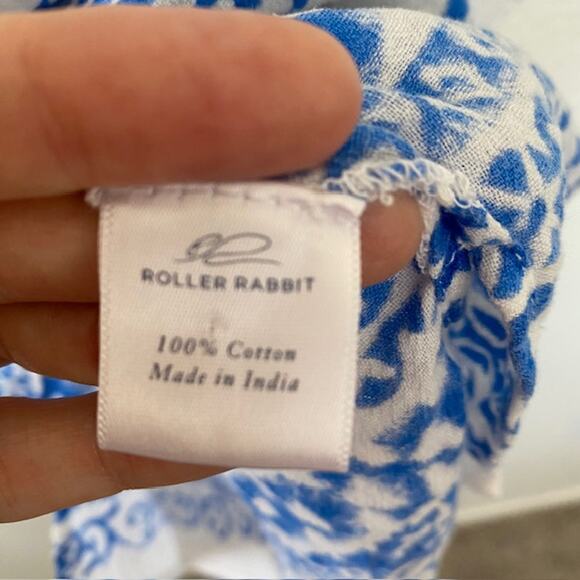 ROLLER RABBIT
100% Cotton
Made in India